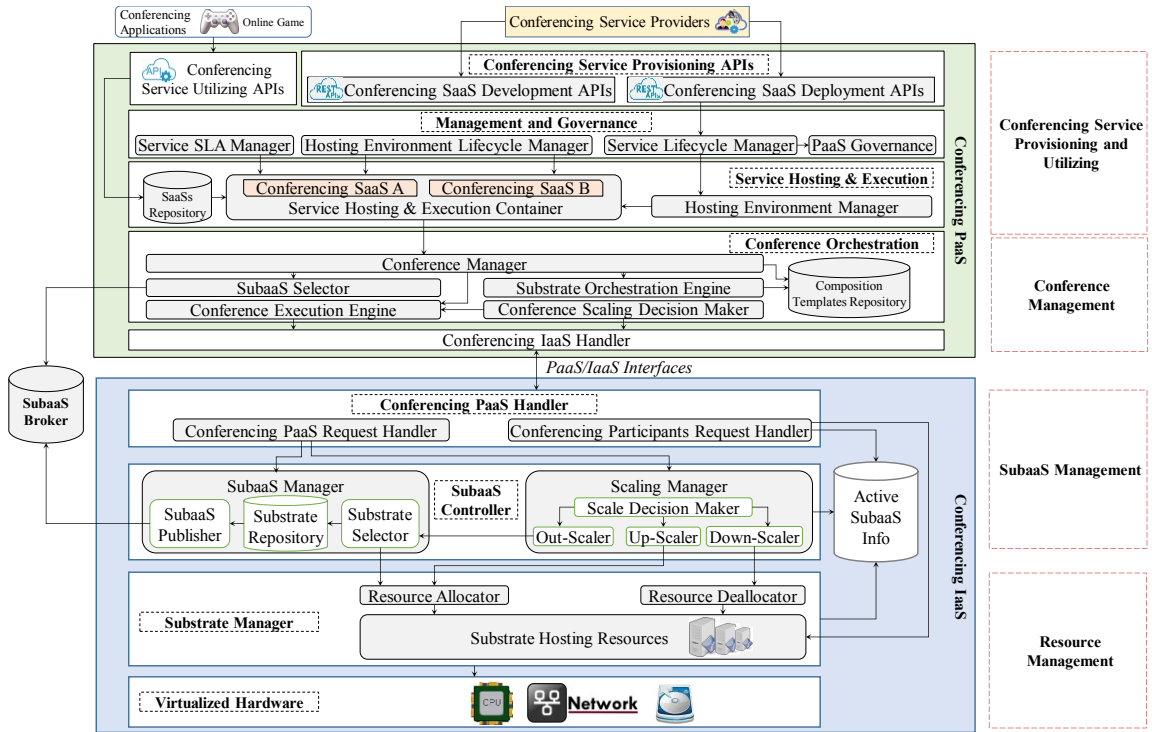 Conferencing
Applications
Online Game
Conferencing Service Providers
API
Conferencing
Service Utilizing APIs
Conferencing Service Provisioning APIs
REST
APIs
Conferencing SaaS Development APIs
REST
APIs
Conferencing SaaS Deployment APIs
Management and Governance
Service SLA Manager
Hosting Environment Lifecycle Manager
Service Lifecycle Manager
PaaS Governance
Conferencing SaaS A
Conferencing SaaS B
Service Hosting & Execution
SaaSs
Repository
Service Hosting & Execution Container
Hosting Environment Manager
Conference Orchestration
Conference Manager
SubaaS Selector
Substrate Orchestration Engine
Composition
Templates Repository
Conference Execution Engine
Conference Scaling Decision Maker
Conferencing IaaS Handler
Conferencing PaaS
Conferencing Service
Provisioning and
Utilizing
Conference
Management
PaaS/IaaS Interfaces
SubaaS
Broker
Conferencing PaaS Handler
Conferencing PaaS Request Handler
Conferencing Participants Request Handler
SubaaS Manager
SubaaS
Controller
Scaling Manager
Scale Decision Maker
SubaaS
Publisher
Substrate
Repository
Substrate
Selector
Out-Scaler
Up-Scaler
Down-Scaler
Active
SubaaS
Info
Resource Allocator
Resource Deallocator
Substrate Manager
Substrate Hosting Resources
Virtualized Hardware
CPU
Network
Conferencing IaaS
SubaaS Management
Resource
Management